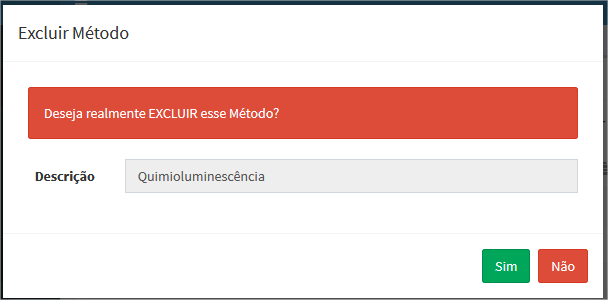 Excluir Método
Deseja realmente EXCLUIR esse Método?
Descrição
Quimioluminescência
Sim
Não